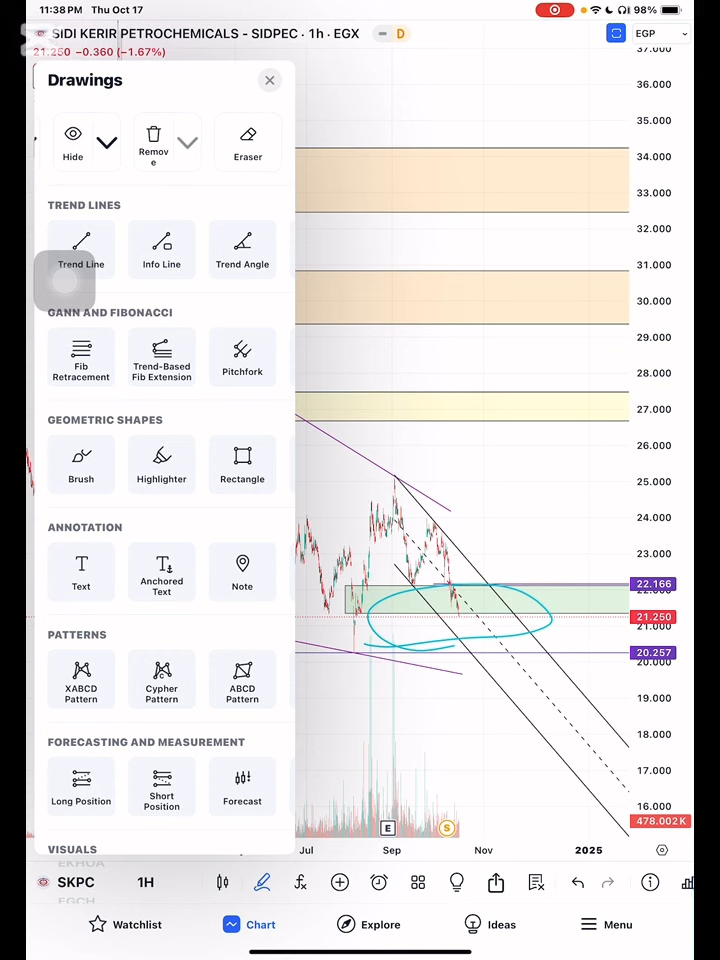 11:38 PM Thu Oct 17
98%
SIDI KERIR PETROCHEMICALS - SIDPEC · 1h · EGX
D
EGP
21.250 −0.360 (−1.67%)
Drawings
Hide
Remov
e
Eraser
TREND LINES
Trend Line
Info Line
Trend Angle
GANN AND FIBONACCI
Fib
Retracement
Trend-Based
Fib Extension
Pitchfork
GEOMETRIC SHAPES
Brush
Highlighter
Rectangle
ANNOTATION
Text
Anchored
Text
Note
PATTERNS
XABCD
Pattern
Cypher
Pattern
ABCD
Pattern
FORECASTING AND MEASUREMENT
Long Position
Short
Position
Forecast
VISUALS
37.000
36.000
35.000
34.000
33.000
32.000
31.000
30.000
29.000
28.000
27.000
26.000
25.000
24.000
23.000
22.166
22.000
21.250
21.000
20.257
20.000
19.000
18.000
17.000
16.000
478.002K
E
S
Jul
Sep
Nov
2025
EKHOA
SKPC
1H
EGCH
Watchlist
Chart
Explore
Ideas
Menu